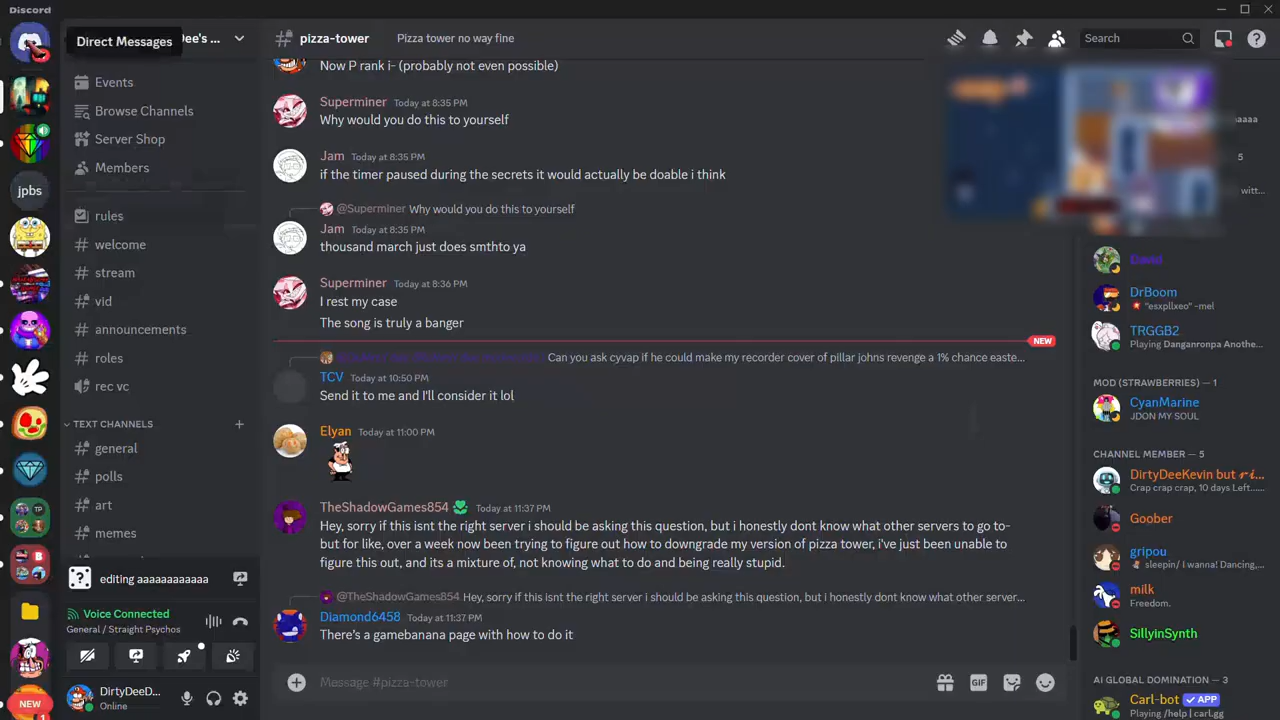 Discord
Direct Messages
Dee's ...
pizza-tower
Pizza tower no way fine
Search
Events
Browse Channels
Server Shop
Members
rules
welcome
stream
vid
announcements
roles
rec vc
TEXT CHANNELS
general
polls
art
memes
jpbs
TP
B
NEW
1
editing aaaaaaaaaaaa
Voice Connected
General / Straight Psychos
DirtyDeeD...
Online
Now P rank i- (probably not even possible)
Superminer Today at 8:35 PM
Why would you do this to yourself
Jam Today at 8:35 PM
if the timer paused during the secrets it would actually be doable i think
@Superminer Why would you do this to yourself
Jam Today at 8:35 PM
thousand march just does smthto ya
Superminer Today at 8:36 PM
I rest my case
The song is truly a banger
NEW
Can you ask cyvap if he could make my recorder cover of pillar johns revenge a 1% chance easte...
TCV Today at 10:50 PM
Send it to me and I'll consider it lol
Elyan Today at 11:00 PM
TheShadowGames854 Today at 11:37 PM
Hey, sorry if this isnt the right server i should be asking this question, but i honestly dont know what other servers to go to-
but for like, over a week now been trying to figure out how to downgrade my version of pizza tower, i've just been unable to
figure this out, and its a mixture of, not knowing what to do and being really stupid.
@TheShadowGames854 Hey, sorry if this isnt the right server i should be asking this question, but i honestly dont know what other server...
Diamond6458 Today at 11:37 PM
There's a gamebnana page with how to do it
Message #pizza-tower
GIF
aaaaa
5
witt...
David
DrBoom
"esxpllxeo" -mel
TRGGB2
Playing Danganronpa Anothe...
MOD (STRAWBERRIES) — 1
CyanMarine
JDON MY SOUL
CHANNEL MEMBER — 5
DirtyDeeKevin but 𝓇𝒾...
Crap crap crap, 10 days Left......
Goober
gripou
sleepin/ I wanna! Dancing,...
milk
Freedom.
SillyinSynth
AI GLOBAL DOMINATION — 3
Carl-bot APP
Playing /help | carl.gg